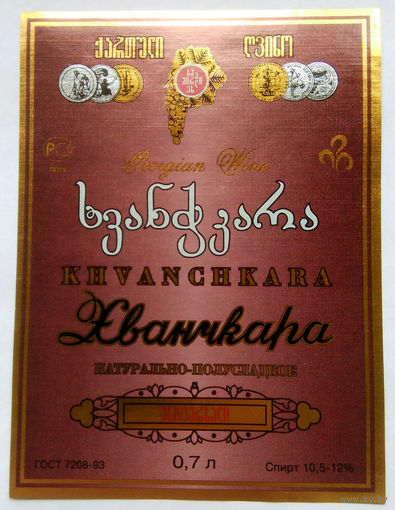 ქართული ღვინო
Georgian Wine
ხვანჭკარა
KHVANCHKARA
Хванчкара
НАТУРАЛЬНО-ПОЛУСЛАДКОЕ
ГОСТ 7208-93
0,7 л
Спирт 10,5-12%